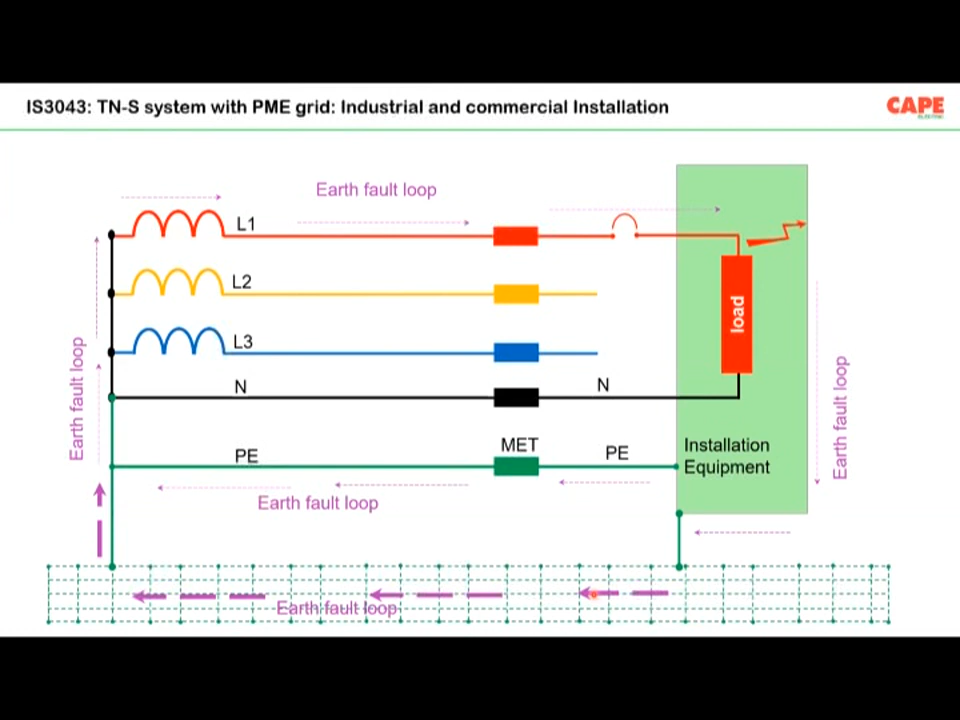 IS3043: TN-S system with PME grid: Industrial and commercial Installation
CAPE
Earth fault loop
L1
L2
L3
load
N
N
Earth fault loop
Earth fault loop
MET
PE
PE
Installation
Equipment
Earth fault loop
Earth fault loop